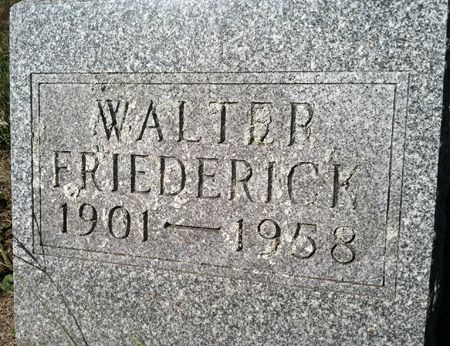 WALTER
FRIEDERICK
1901 — 1958